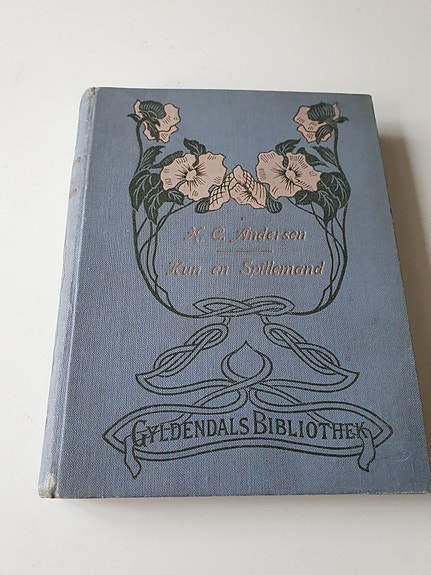 H. C. Andersen
Kun en Spillemand
GYLDENDALS BIBLIOTHEK